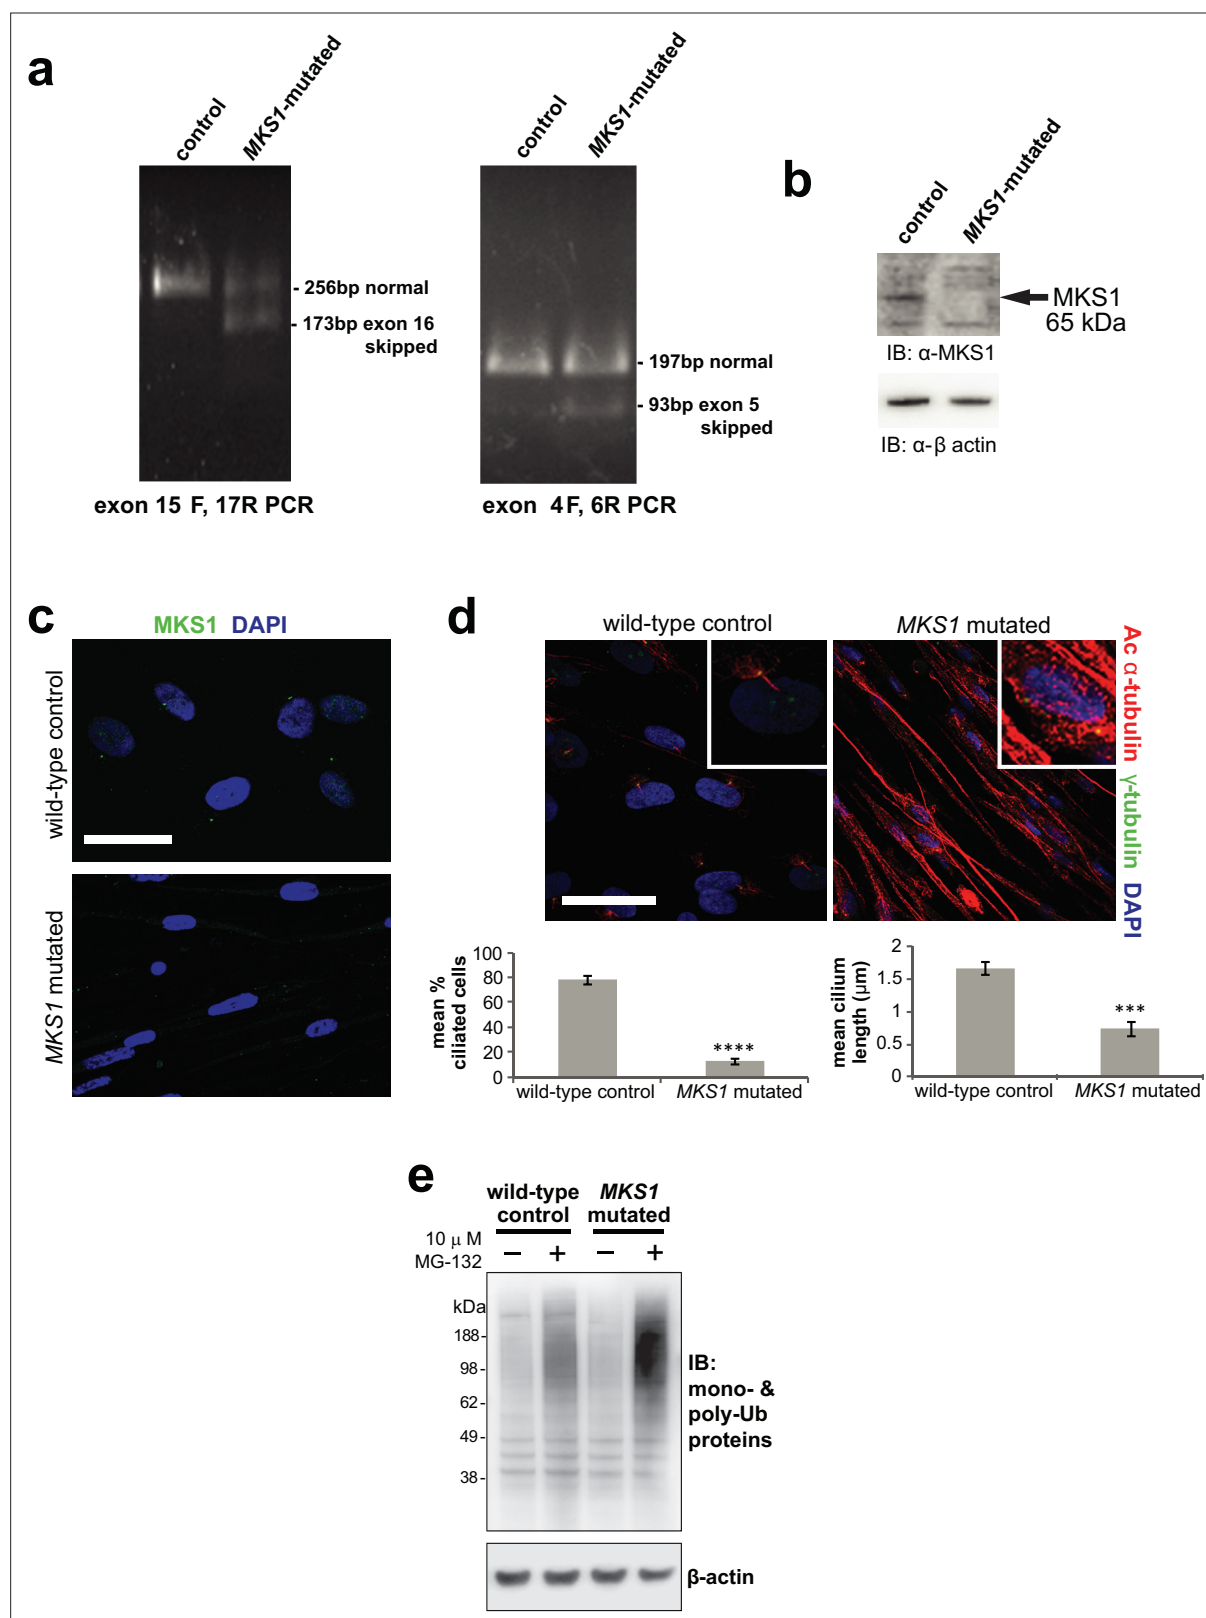 a
control
MKS1-mutated
- 256bp normal
- 173bp exon 16
skipped
exon 15 F, 17R PCR
control
MKS1-mutated
- 197bp normal
- 93bp exon 5
skipped
exon 4F, 6R PCR
b
control
MKS1-mutated
MKS1
65 kDa
IB: α-MKS1
IB: α-β actin
c
MKS1 DAPI
wild-type control
MKS1 mutated
d
wild-type control
MKS1 mutated
Ac α-tubulin γ-tubulin DAPI
mean %
ciliated cells
100
80
60
40
20
0
****
wild-type control
MKS1 mutated
mean cilium
length (μm)
2
1.5
1
0.5
0
***
wild-type control
MKS1 mutated
e
wild-type
control
MKS1
mutated
10 μ M
MG-132
− + − +
kDa
188-
98-
62-
49-
38-
IB:
mono- &
poly-Ub
proteins
β-actin